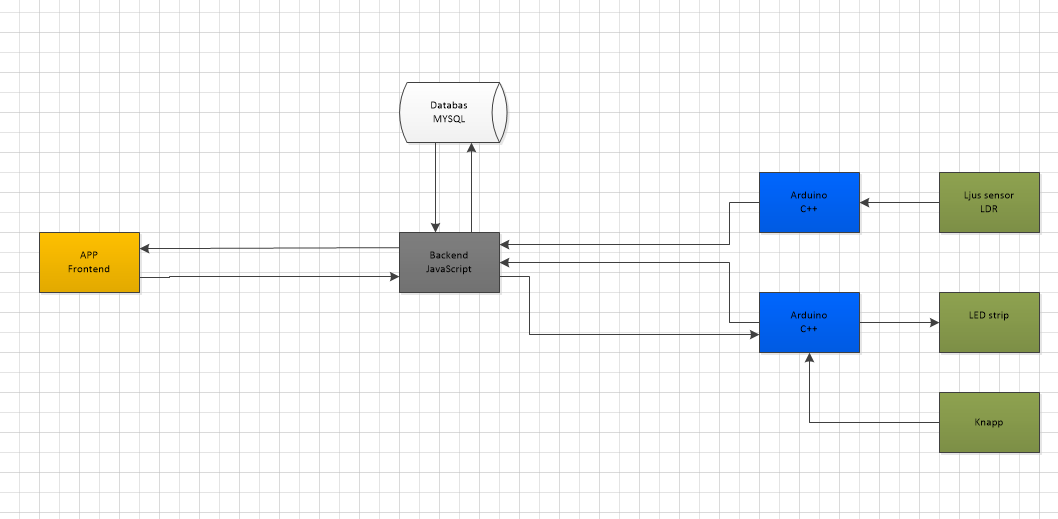 Databas
MYSQL
Arduino
C++
Ljus sensor
LDR
APP
Frontend
Backend
JavaScript
Arduino
C++
LED strip
Knapp